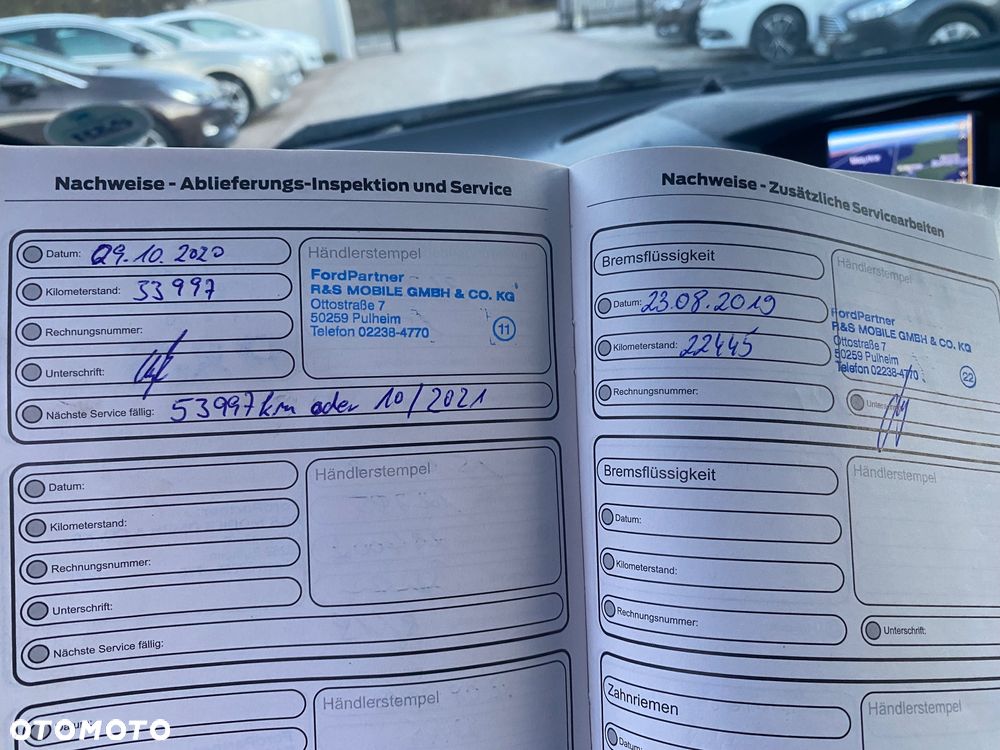 Nachweise - Ablieferungs-Inspektion und Service
Datum: 09.10.2020
Kilometerstand: 33997
Rechnungsnummer:
Unterschrift:
Nächste Service fällig: 53997km oder 10/2021
Händlerstempel
FordPartner
R&S MOBILE GMBH & CO. KG
Ottostraße 7
50259 Pulheim
Telefon 02238-4770
11
Datum:
Kilometerstand:
Rechnungsnummer:
Unterschrift:
Nächste Service fällig:
Händlerstempel
Datum:
Händlerstempel
Nachweise - Zusätzliche Servicearbeiten
Bremsflüssigkeit
Datum: 23.08.2019
Kilometerstand: 22445
Rechnungsnummer:
Händlerstempel
FordPartner
R&S MOBILE GMBH & CO. KG
Ottostraße 7
50259 Pulheim
Telefon 02238-4770
22
Bremsflüssigkeit
Datum:
Kilometerstand:
Rechnungsnummer:
Händlerstempel
Unterschrift:
Zahnriemen
Datum:
Händlerstempel
OTOMOTO